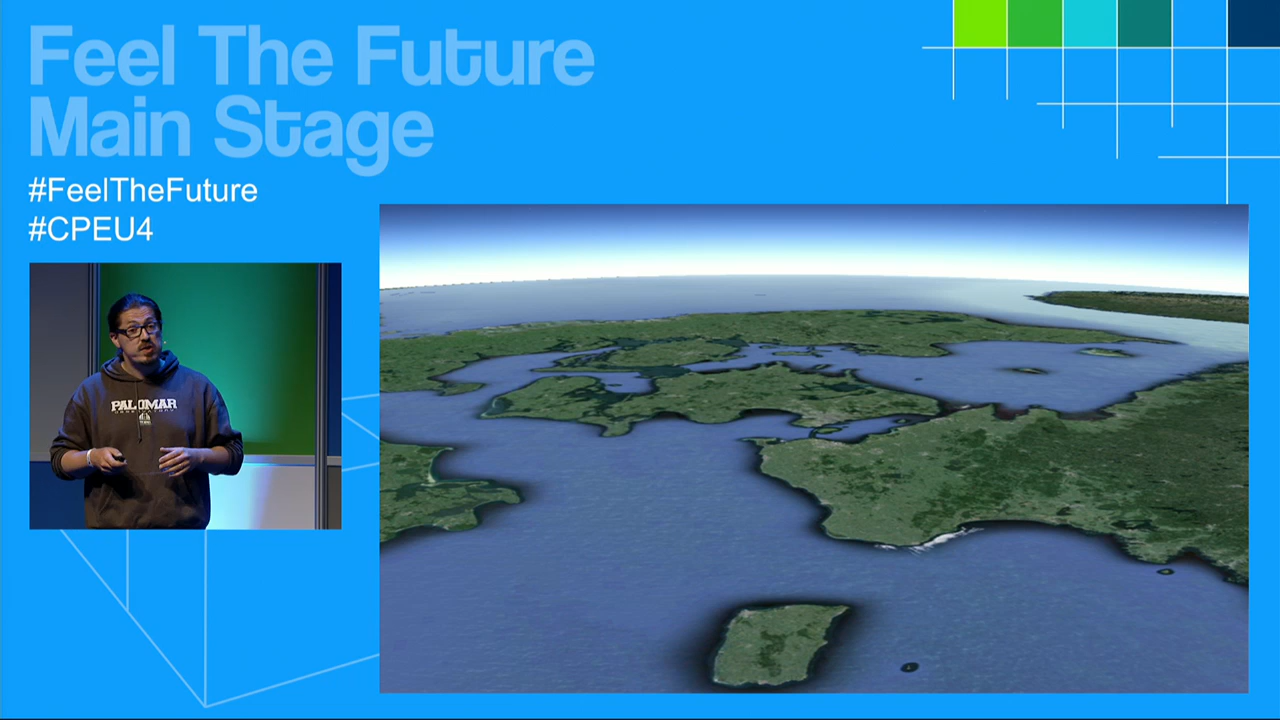 Feel The Future
Main Stage
#FeelTheFuture
#CPEU4
PALOMAR